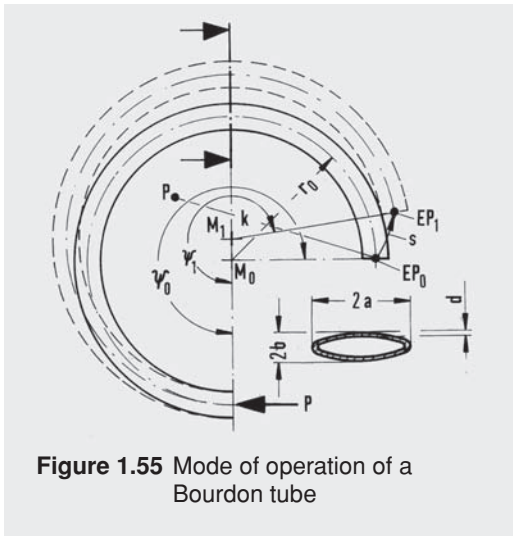 r₀
P
k
M₁
EP₁
s
ψ₁
M₀
EP₀
ψ₀
2a
d
2b
P
Figure 1.55 Mode of operation of a
Bourdon tube